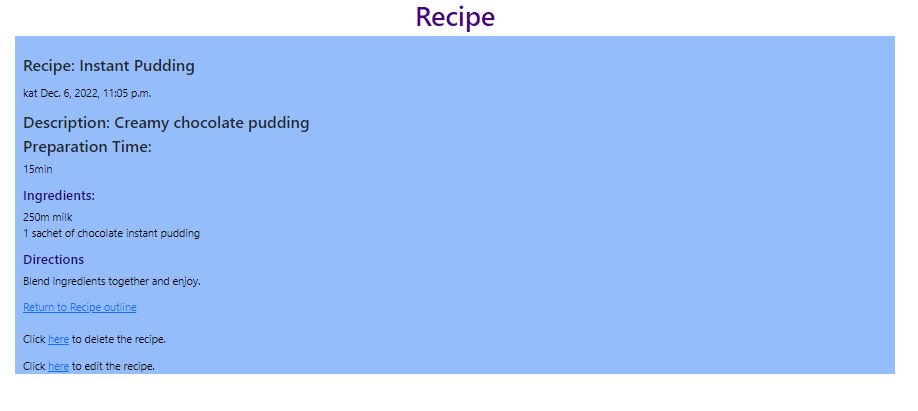 Recipe
Recipe: Instant Pudding
kat Dec. 6, 2022, 11:05 p.m.
Description: Creamy chocolate pudding
Preparation Time:
15min
Ingredients:
250m milk
1 sachet of chocolate instant pudding
Directions
Blend ingredients together and enjoy.
Return to Recipe outline
Click here to delete the recipe.
Click here to edit the recipe.